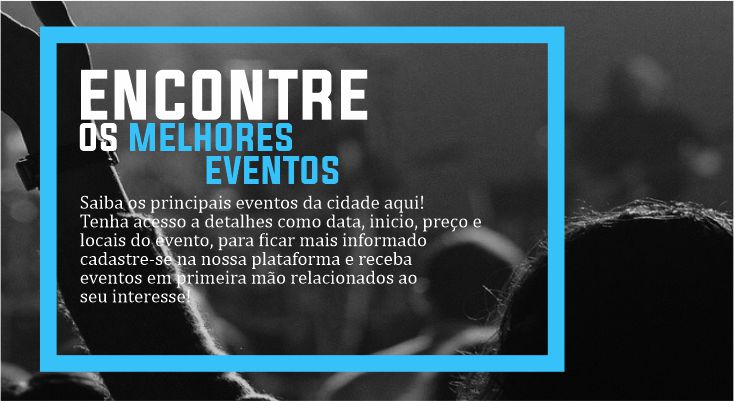 ENCONTRE
OS MELHORES
EVENTOS
Saiba os principais eventos da cidade aqui!
Tenha acesso a detalhes como data, inicio, preço e
locais do evento, para ficar mais informado
cadastre-se na nossa plataforma e receba
eventos em primeira mão relacionados ao
seu interesse!